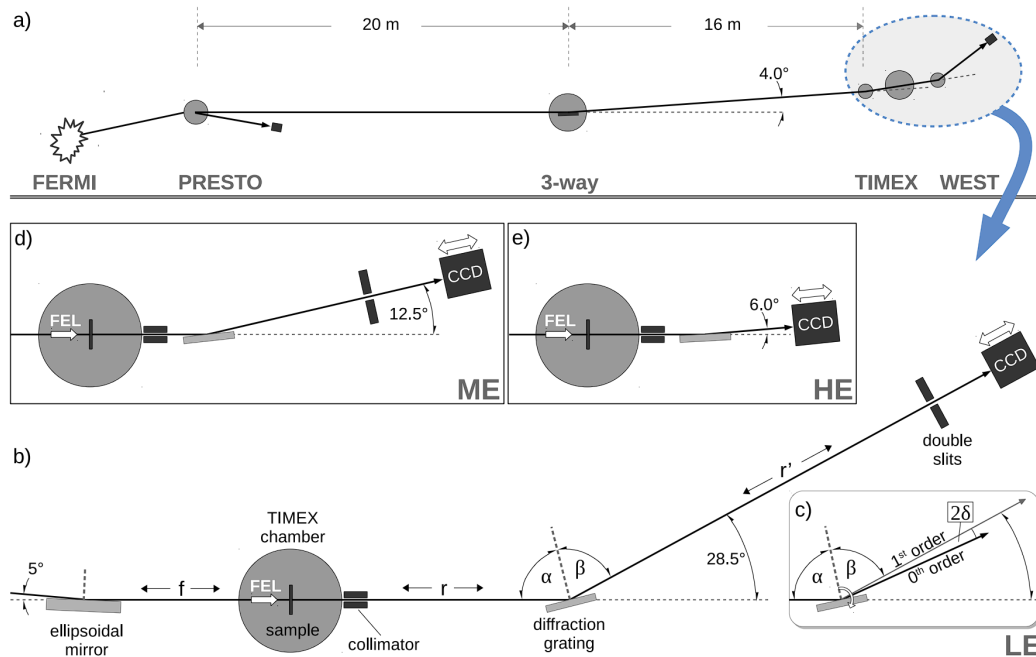 a)
20 m
16 m
4.0°
FERMI
PRESTO
3-way
TIMEX
WEST
d)
FEL
CCD
12.5°
ME
e)
FEL
CCD
6.0°
HE
b)
5°
f
TIMEX
chamber
FEL
sample
ellipsoidal
mirror
collimator
r
α
β
diffraction
grating
r'
28.5°
double
slits
CCD
c)
2δ
1st order
0th order
α
β
LE